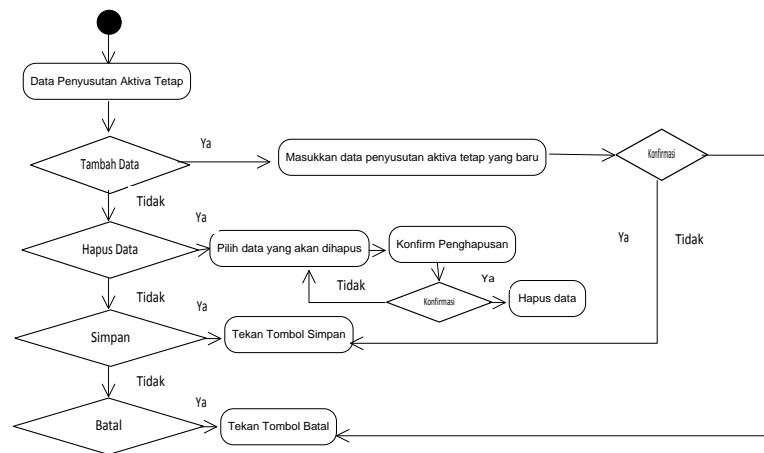 Data Penyusutan Aktiva Tetap
Ya
Tambah Data
Masukkan data penyusutan aktiva tetap yang baru
Konfirmasi
Tidak
Ya
Hapus Data
Pilih data yang akan dihapus
Konfirm Penghapusan
Ya
Tidak
Tidak
Ya
Konfirmasi
Hapus data
Tidak
Ya
Simpan
Tekan Tombol Simpan
Tidak
Ya
Batal
Tekan Tombol Batal